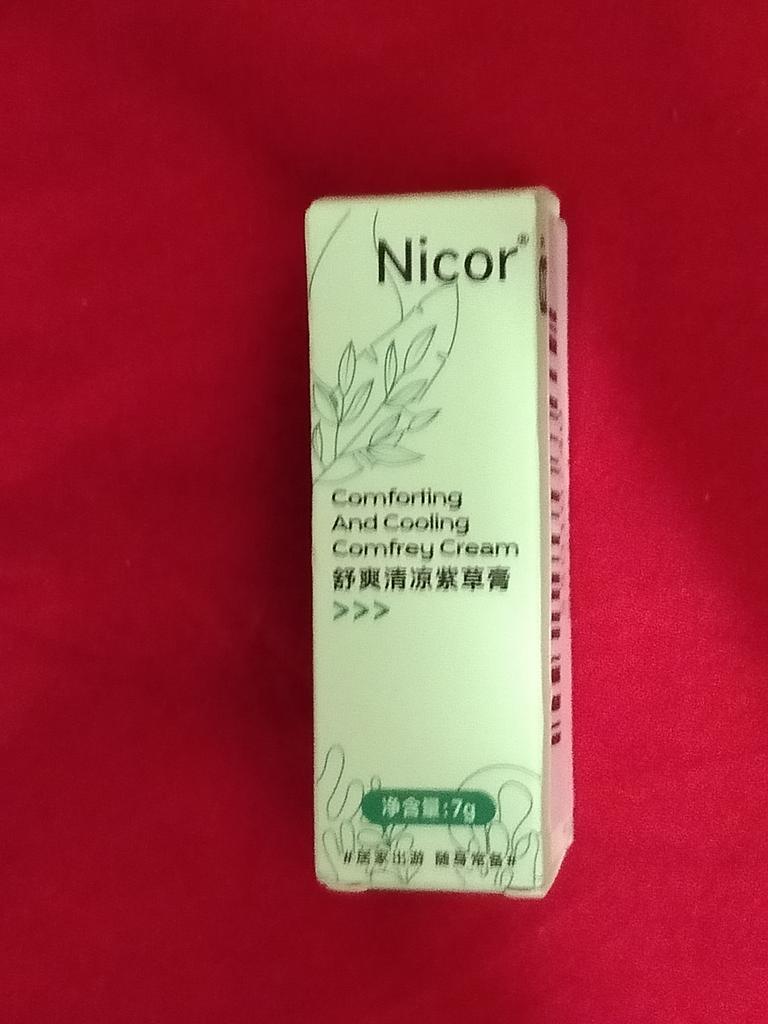 Nicor®
Comforting
And Cooling
Comfrey Cream
舒爽清凉紫草膏
>>>
净含量:7g
#居家出游 随身常备#